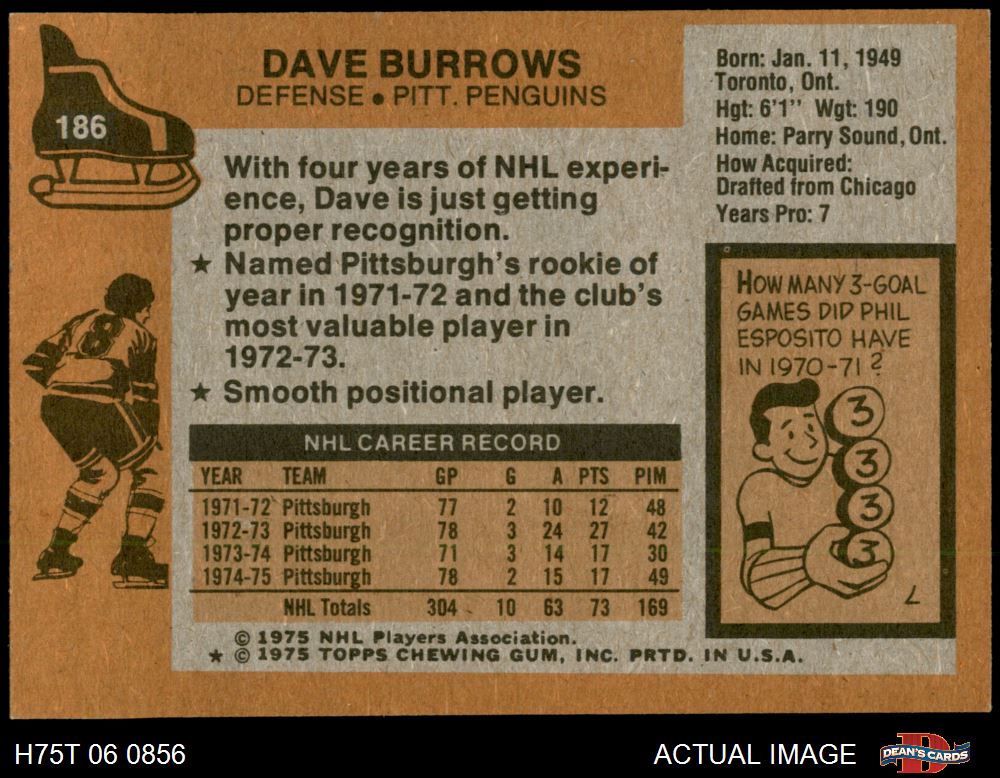 186
DAVE BURROWS
DEFENSE • PITT. PENGUINS
Born: Jan. 11, 1949
Toronto, Ont.
Hgt: 6'1'' Wgt: 190
Home: Parry Sound, Ont.
How Acquired:
Drafted from Chicago
Years Pro: 7
With four years of NHL experi-
ence, Dave is just getting
proper recognition.
★ Named Pittsburgh's rookie of
year in 1971-72 and the club's
most valuable player in
1972-73.
★ Smooth positional player.
8
HOW MANY 3-GOAL
GAMES DID PHIL
ESPOSITO HAVE
IN 1970-71?
3
3
3
3
L
NHL CAREER RECORD
YEAR TEAM GP G A PTS PIM
1971-72 Pittsburgh 77 2 10 12 48
1972-73 Pittsburgh 78 3 24 27 42
1973-74 Pittsburgh 71 3 14 17 30
1974-75 Pittsburgh 78 2 15 17 49
NHL Totals 304 10 63 73 169
© 1975 NHL Players Association.
★ © 1975 TOPPS CHEWING GUM, INC. PRTD. IN U.S.A.
H75T 06 0856
ACTUAL IMAGE
D
DEAN'S CARDS